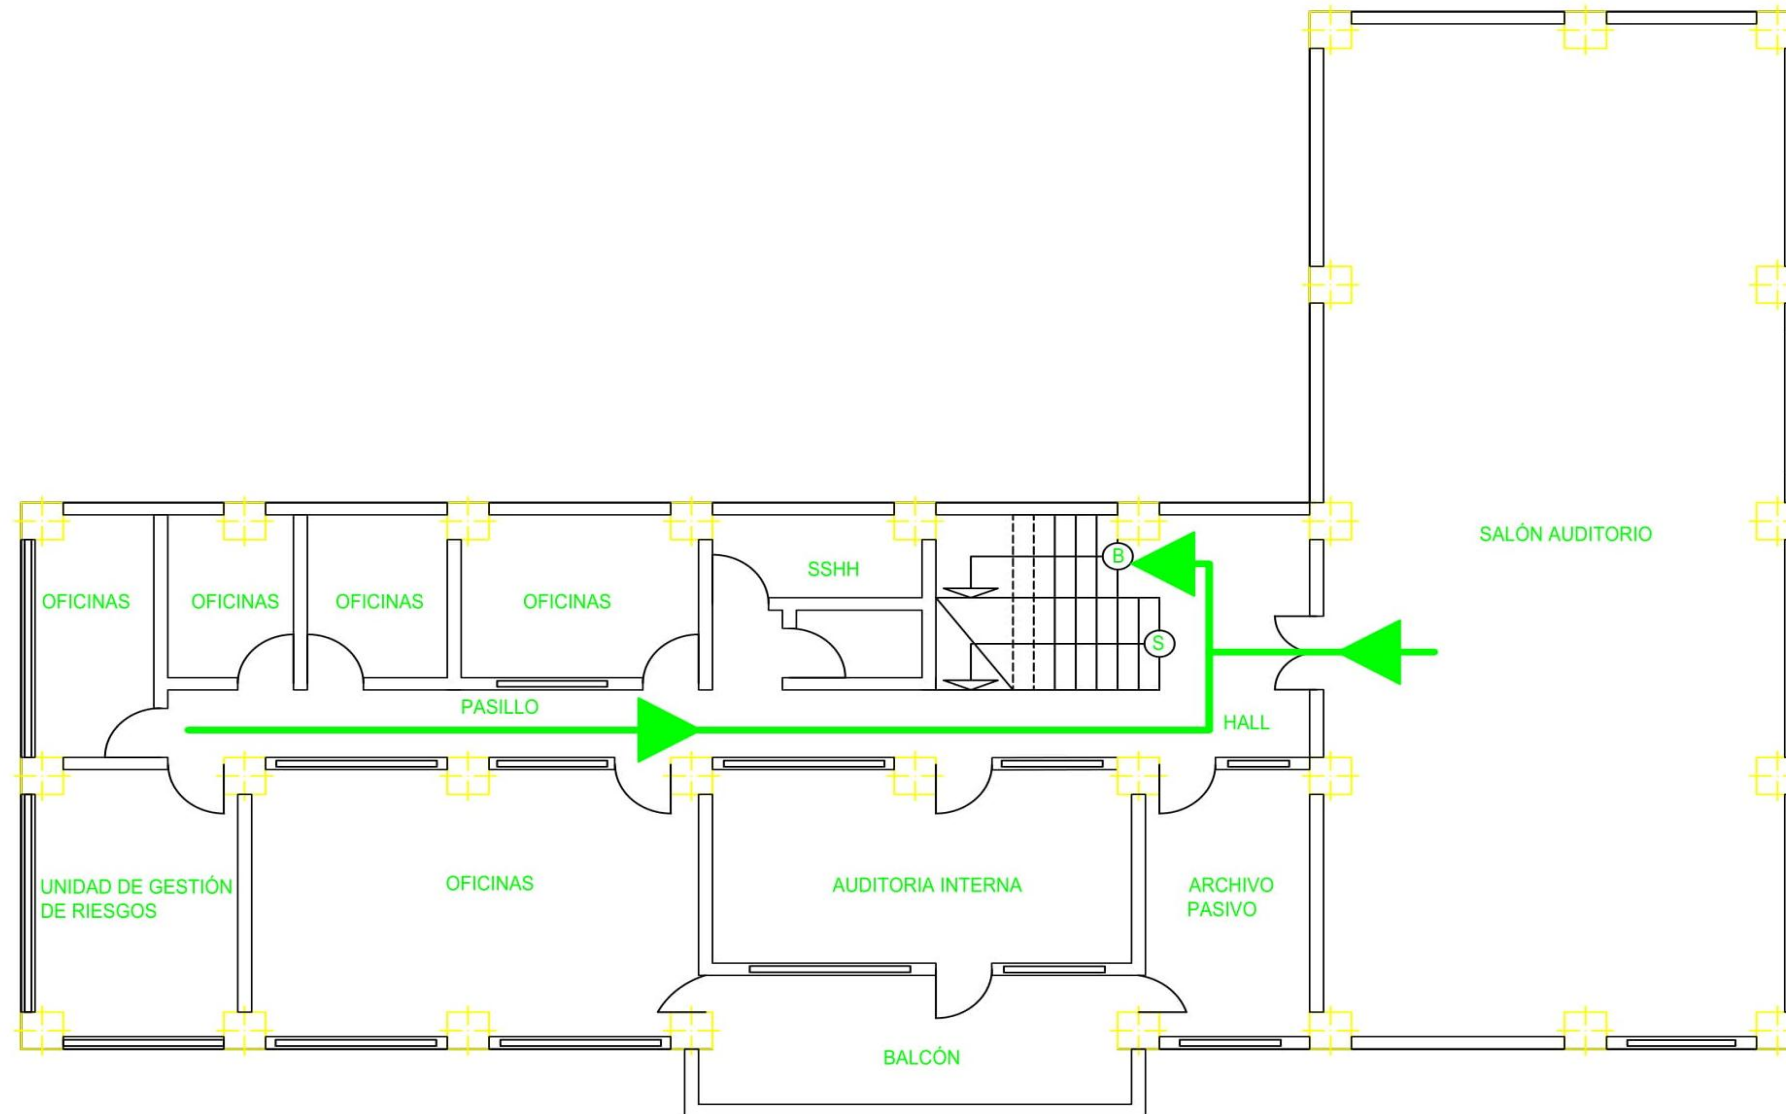 SALÓN AUDITORIO
B
SSHH
OFICINAS
OFICINAS
OFICINAS
OFICINAS
S
PASILLO
HALL
UNIDAD DE GESTIÓN
DE RIESGOS
OFICINAS
AUDITORIA INTERNA
ARCHIVO
PASIVO
BALCÓN